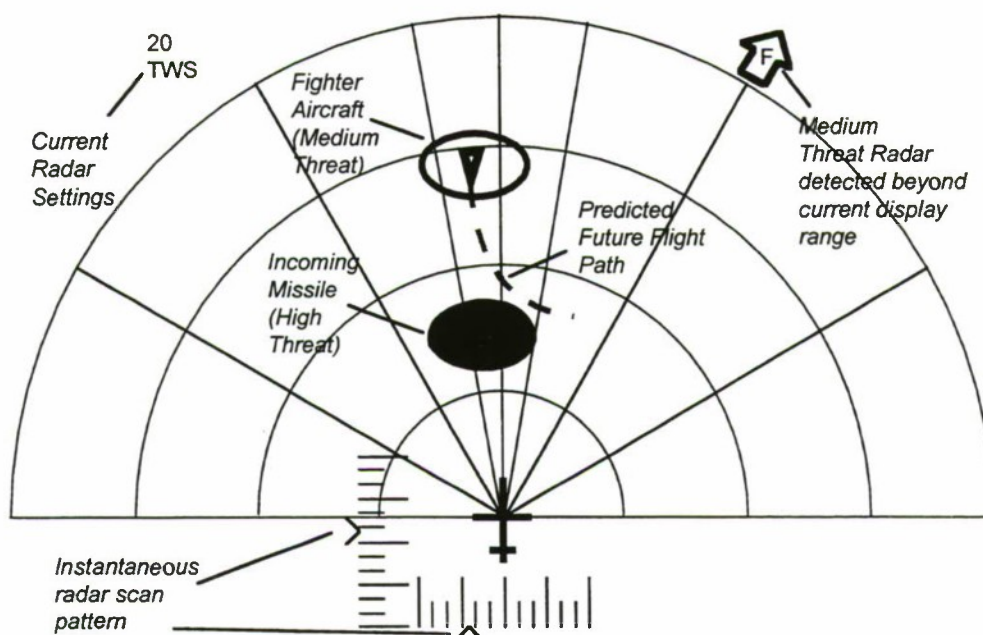 20
TWS
Current
Radar
Settings
Fighter
Aircraft
(Medium
Threat)
F
Medium
Threat Radar
detected beyond
current display
range
Predicted
Future Flight
Path
Incoming
Missile
(High
Threat)
Instantaneous
radar scan
pattern